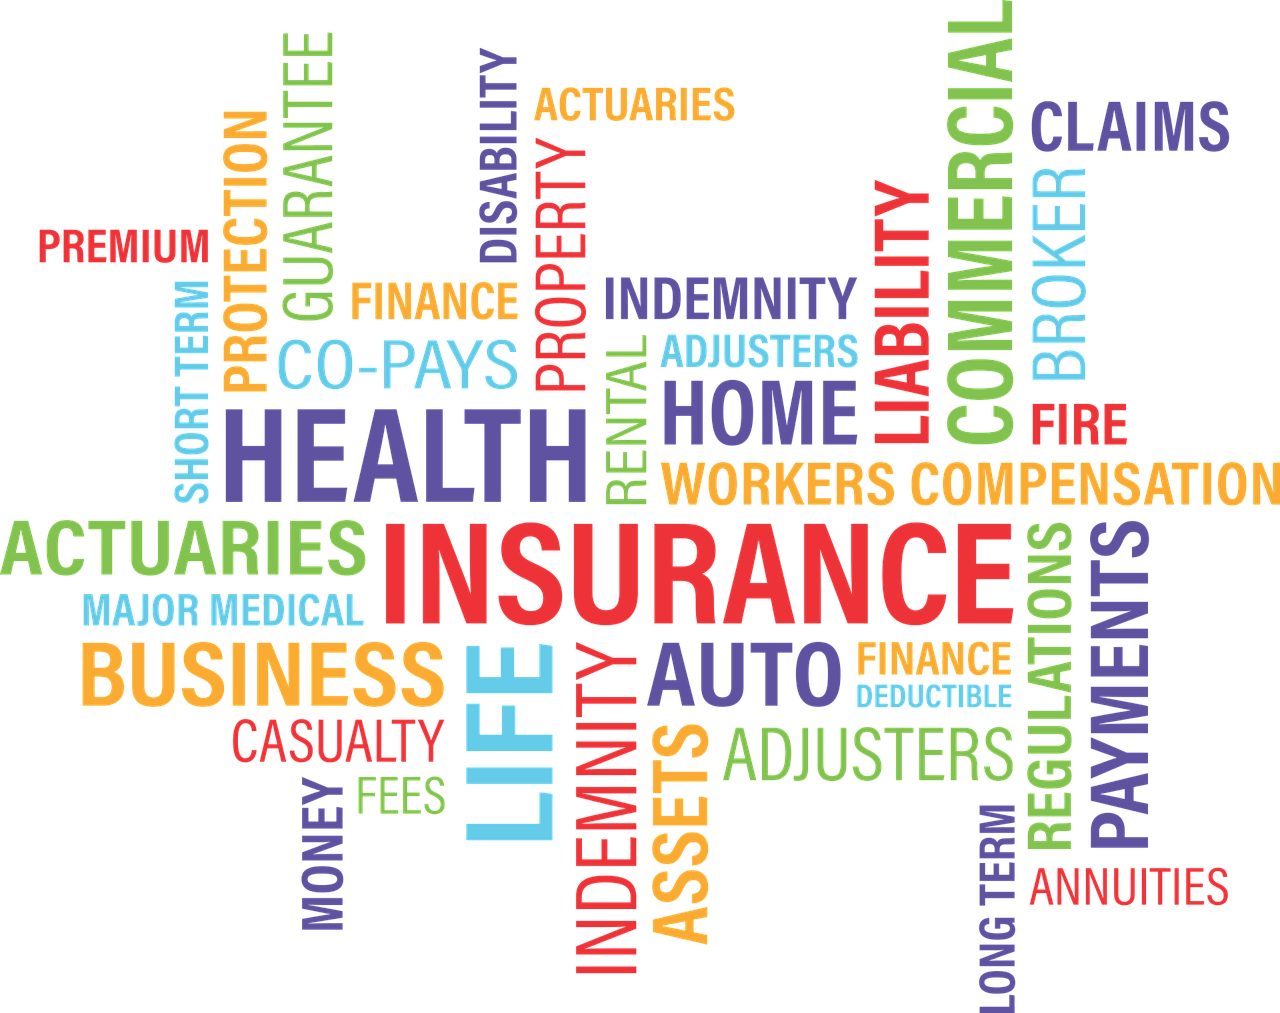 COMMERCIAL
GUARANTEE
DISABILITY
ACTUARIES
CLAIMS
PROTECTION
PROPERTY
BROKER
LIABILITY
PREMIUM
SHORT TERM
FINANCE
INDEMNITY
CO-PAYS
RENTAL
ADJUSTERS
HOME
HEALTH
FIRE
WORKERS COMPENSATION
ACTUARIES
INSURANCE
REGULATIONS
PAYMENTS
MAJOR MEDICAL
BUSINESS
LIFE
INDEMNITY
AUTO
FINANCE
DEDUCTIBLE
CASUALTY
ASSETS
ADJUSTERS
MONEY
FEES
LONG TERM
ANNUITIES